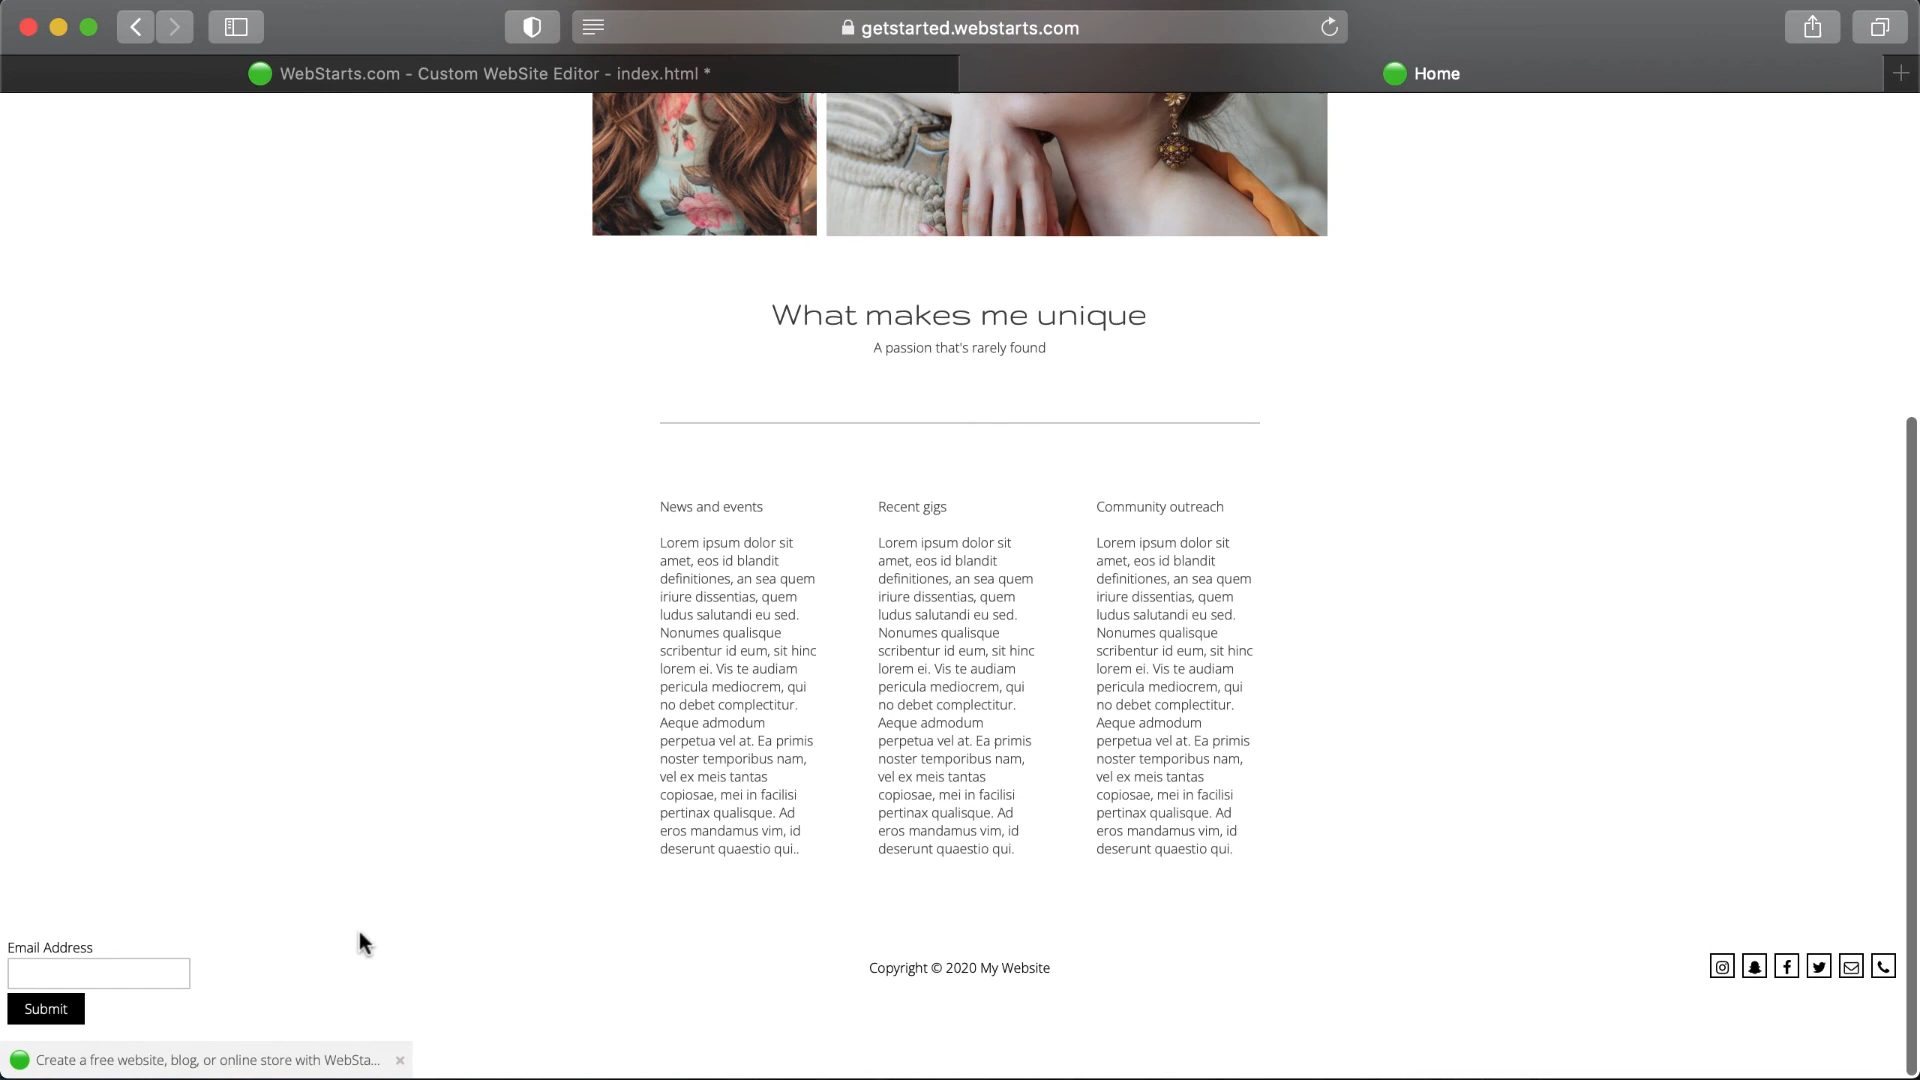 getstarted.webstarts.com
WebStarts.com - Custom WebSite Editor - index.html *
Home
What makes me unique
A passion that's rarely found
News and events
Lorem ipsum dolor sit
amet, eos id blandit
definitiones, an sea quem
iriure dissentias, quem
ludus salutandi eu sed.
Nonumes qualisque
scribentur id eum, sit hinc
lorem ei. Vis te audiam
pericula mediocrem, qui
no debet complectitur.
Aeque admodum
perpetua vel at. Ea primis
noster temporibus nam,
vel ex meis tantas
copiosae, mei in facilisi
pertinax qualisque. Ad
eros mandamus vim, id
deserunt quaestio qui..
Recent gigs
Lorem ipsum dolor sit
amet, eos id blandit
definitiones, an sea quem
iriure dissentias, quem
ludus salutandi eu sed.
Nonumes qualisque
scribentur id eum, sit hinc
lorem ei. Vis te audiam
pericula mediocrem, qui
no debet complectitur.
Aeque admodum
perpetua vel at. Ea primis
noster temporibus nam,
vel ex meis tantas
copiosae, mei in facilisi
pertinax qualisque. Ad
eros mandamus vim, id
deserunt quaestio qui.
Community outreach
Lorem ipsum dolor sit
amet, eos id blandit
definitiones, an sea quem
iriure dissentias, quem
ludus salutandi eu sed.
Nonumes qualisque
scribentur id eum, sit hinc
lorem ei. Vis te audiam
pericula mediocrem, qui
no debet complectitur.
Aeque admodum
perpetua vel at. Ea primis
noster temporibus nam,
vel ex meis tantas
copiosae, mei in facilisi
pertinax qualisque. Ad
eros mandamus vim, id
deserunt quaestio qui.
Email Address
Submit
Copyright © 2020 My Website
Create a free website, blog, or online store with WebSta...